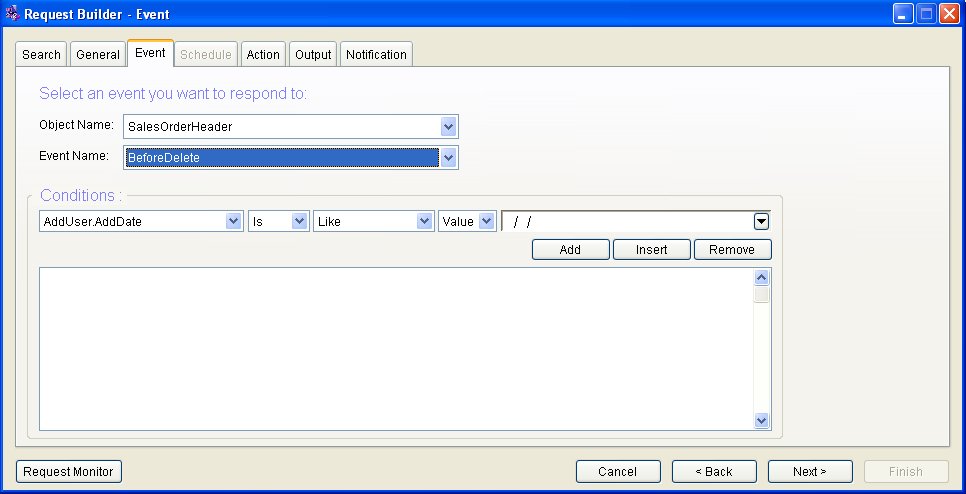 Request Builder - Event
Search General Event Schedule Action Output Notification
Select an event you want to respond to:
Object Name: SalesOrderHeader
Event Name: BeforeDelete
Conditions :
AddUser.AddDate Is Like Value / /
Add Insert Remove
Request Monitor Cancel < Back Next > Finish